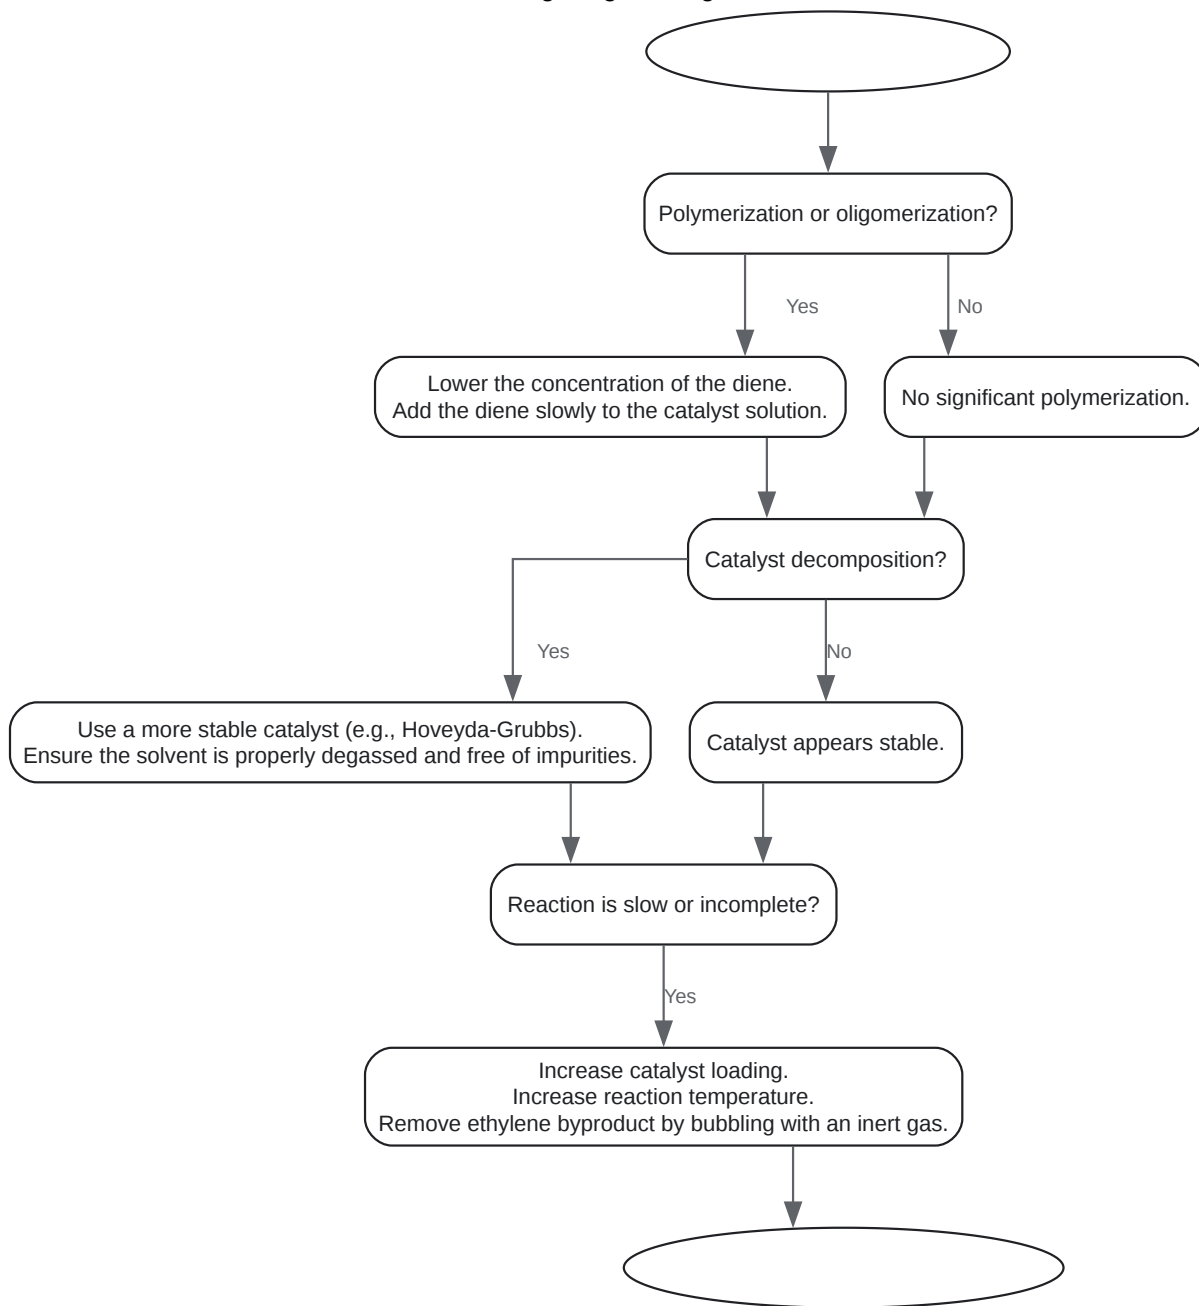 Polymerization or oligomerization?
Yes
No
Lower the concentration of the diene.
Add the diene slowly to the catalyst solution.
No significant polymerization.
Catalyst decomposition?
Yes
No
Use a more stable catalyst (e.g., Hoveyda-Grubbs).
Ensure the solvent is properly degassed and free of impurities.
Catalyst appears stable.
Reaction is slow or incomplete?
Yes
Increase catalyst loading.
Increase reaction temperature.
Remove ethylene byproduct by bubbling with an inert gas.